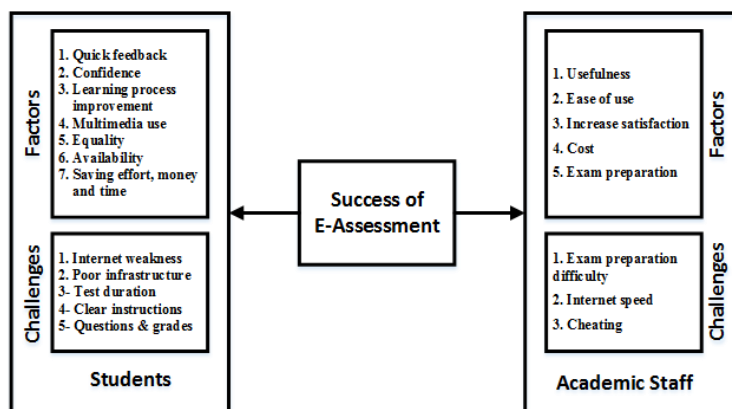 Factors
1. Quick feedback
2. Confidence
3. Learning process
improvement
4. Multimedia use
5. Equality
6. Availability
7. Saving effort, money
and time
Challenges
1. Internet weakness
2. Poor infrastructure
3- Test duration
4- Clear instructions
5- Questions & grades
Students
Success of
E-Assessment
1. Usefulness
2. Ease of use
3. Increase satisfaction
4. Cost
5. Exam preparation
Factors
1. Exam preparation
difficulty
2. Internet speed
3. Cheating
Challenges
Academic Staff